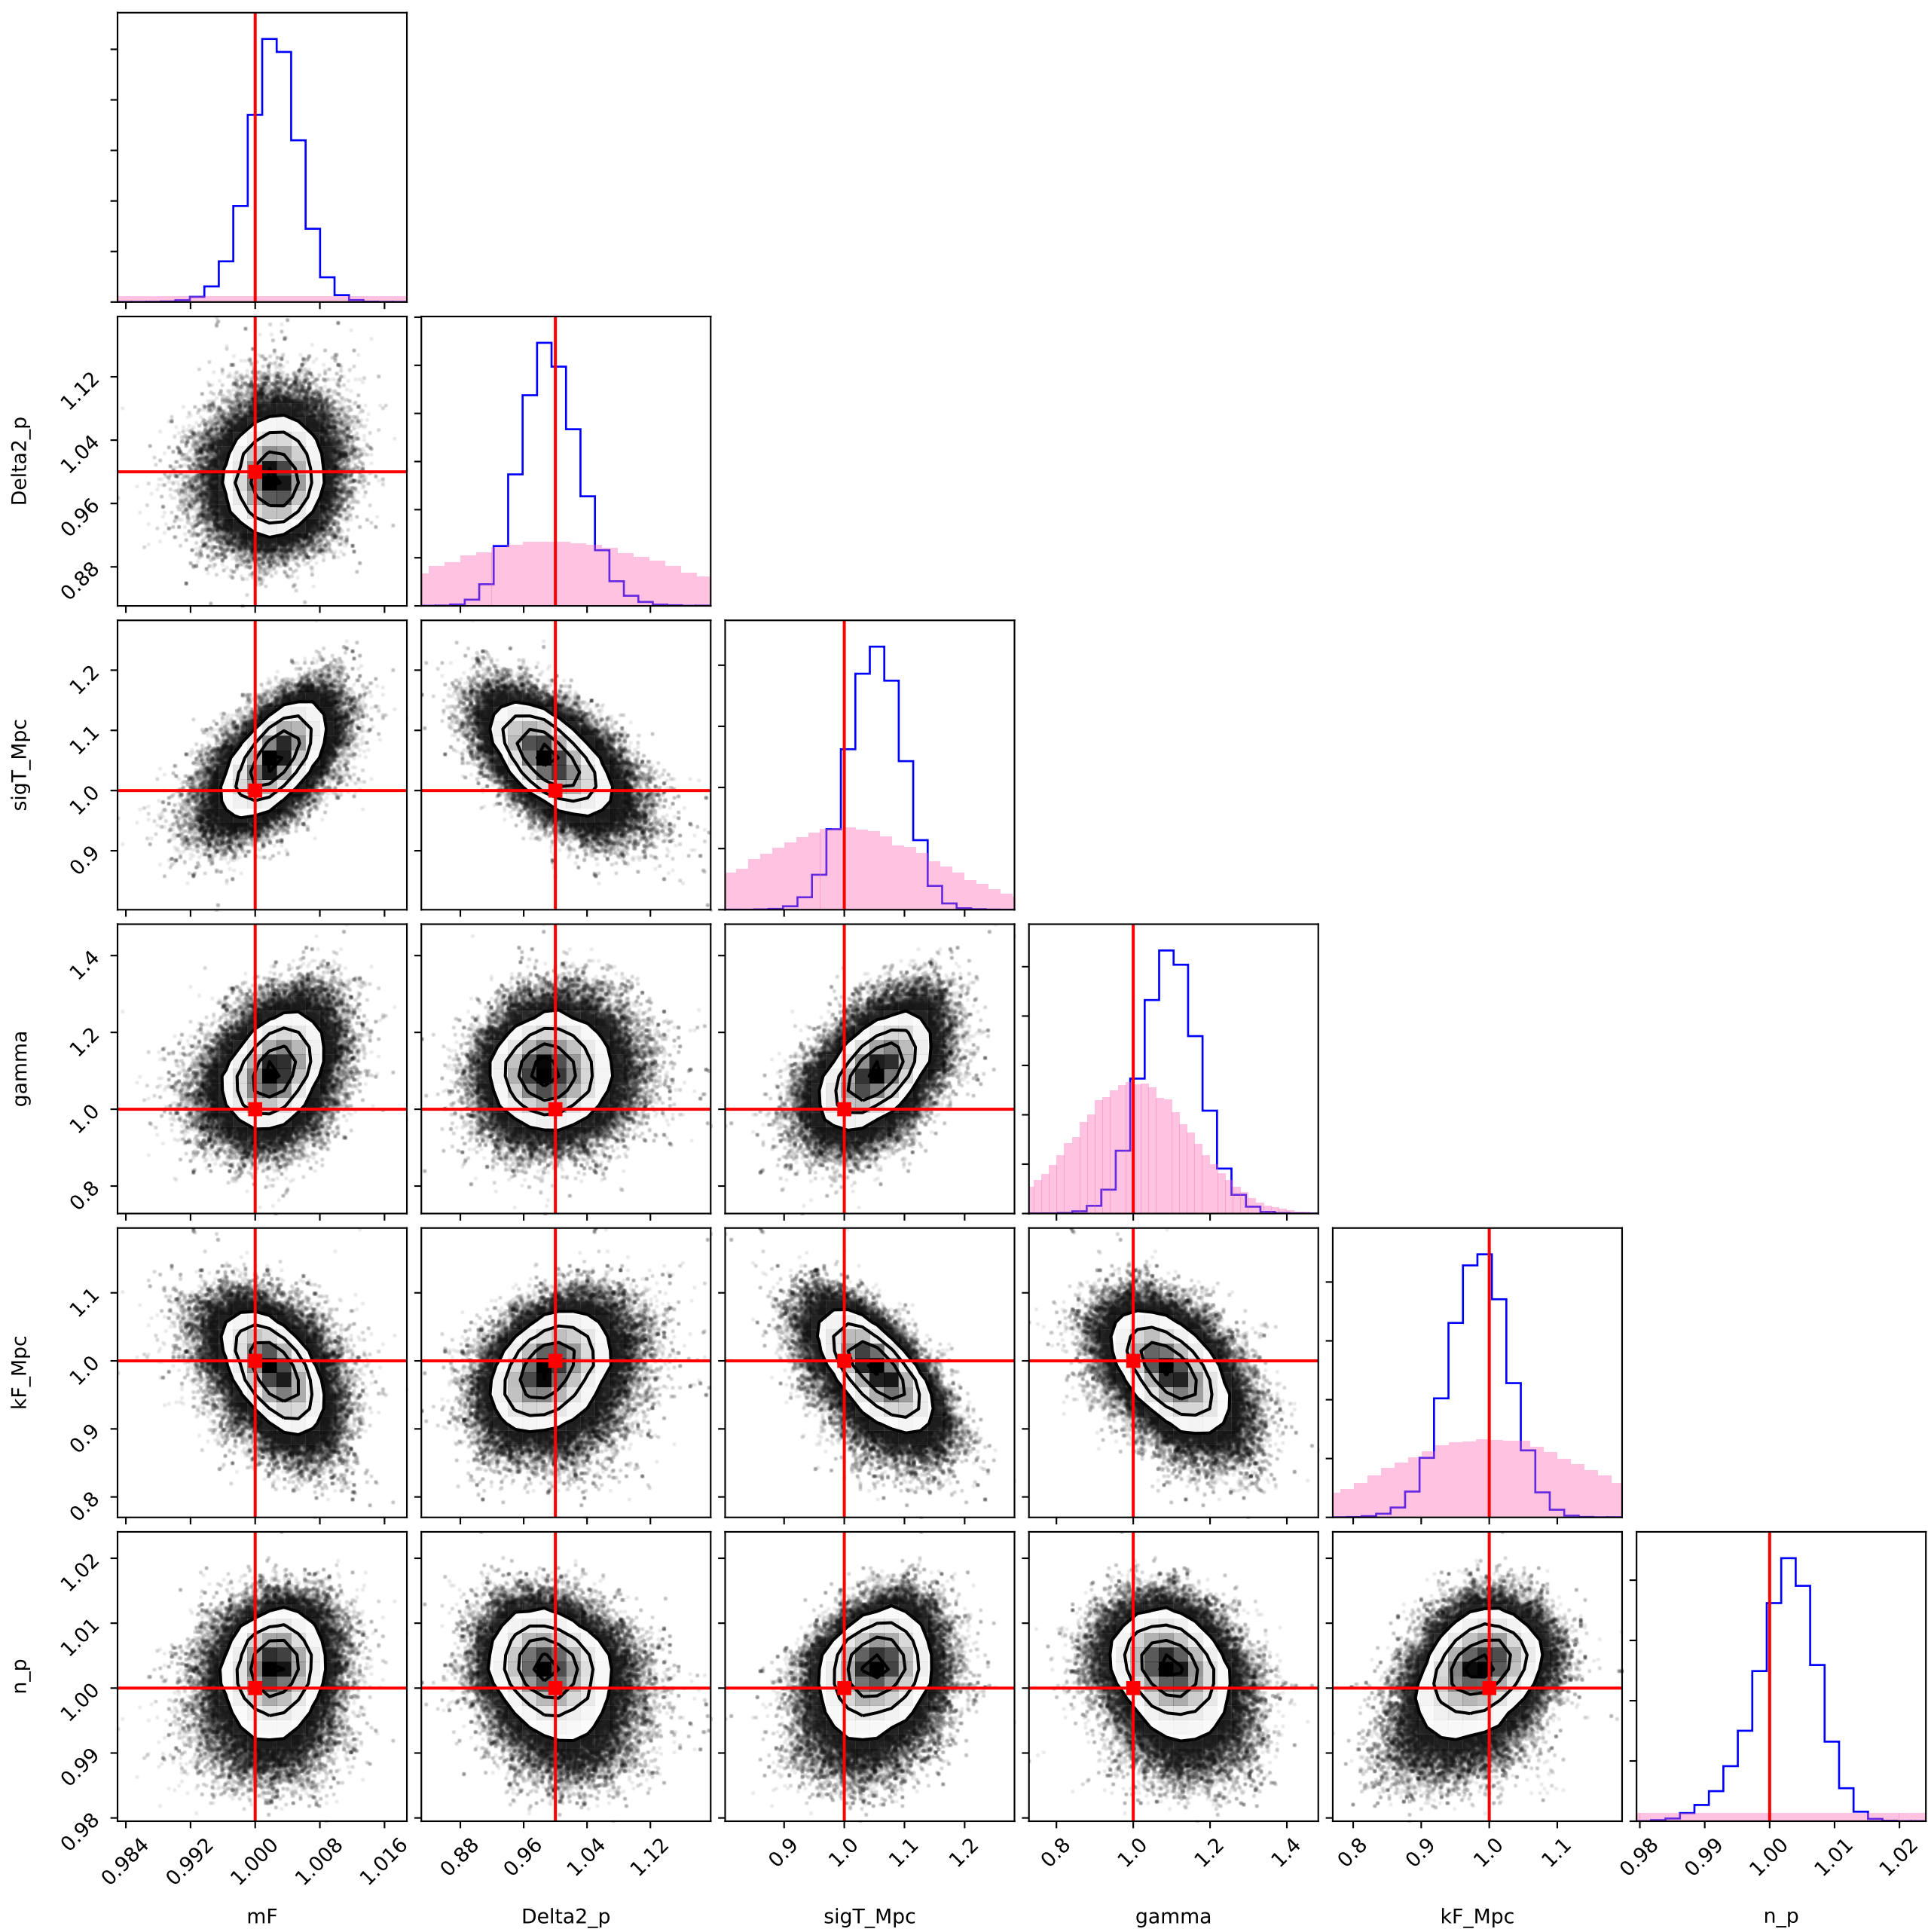 Delta2_p
1.12
1.04
0.96
0.88
sigT_Mpc
1.2
1.1
1.0
0.9
gamma
1.4
1.2
1.0
0.8
kF_Mpc
1.1
1.0
0.9
0.8
n_p
1.02
1.01
1.00
0.99
0.98
0.984 0.992 1.000 1.008 1.016
0.88 0.96 1.04 1.12
0.9 1.0 1.1 1.2
0.8 1.0 1.2 1.4
0.8 0.9 1.0 1.1
0.98 0.99 1.00 1.01 1.02
mF Delta2_p sigT_Mpc gamma kF_Mpc n_p